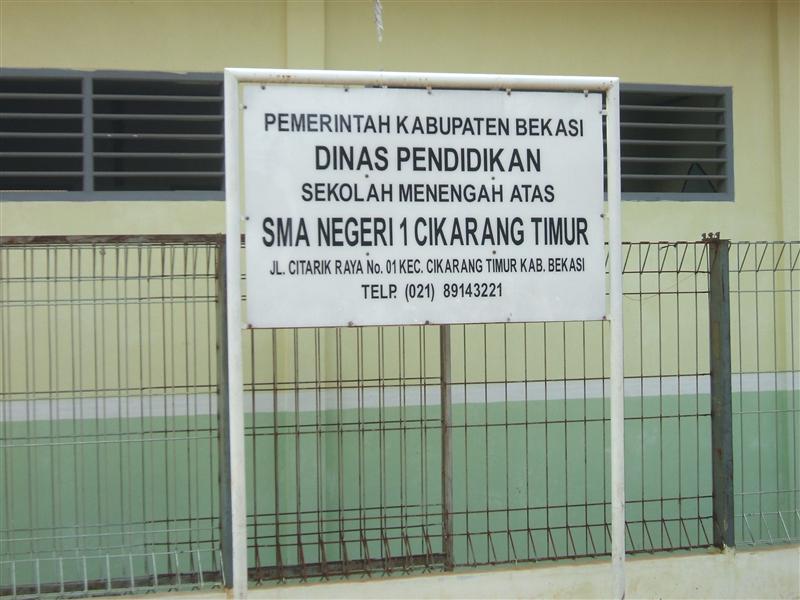 PEMERINTAH KABUPATEN BEKASI
DINAS PENDIDIKAN
SEKOLAH MENENGAH ATAS
SMA NEGERI 1 CIKARANG TIMUR
JL. CITARIK RAYA No. 01 KEC. CIKARANG TIMUR KAB. BEKASI
TELP. (021) 89143221